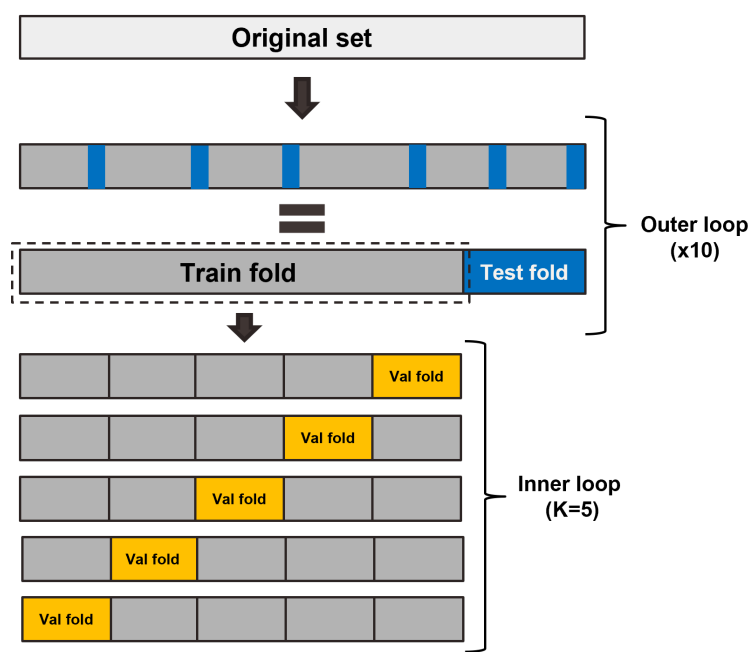 Original set
Outer loop
(x10)
Train fold
Test fold
Val fold
Val fold
Inner loop
(K=5)
Val fold
Val fold
Val fold